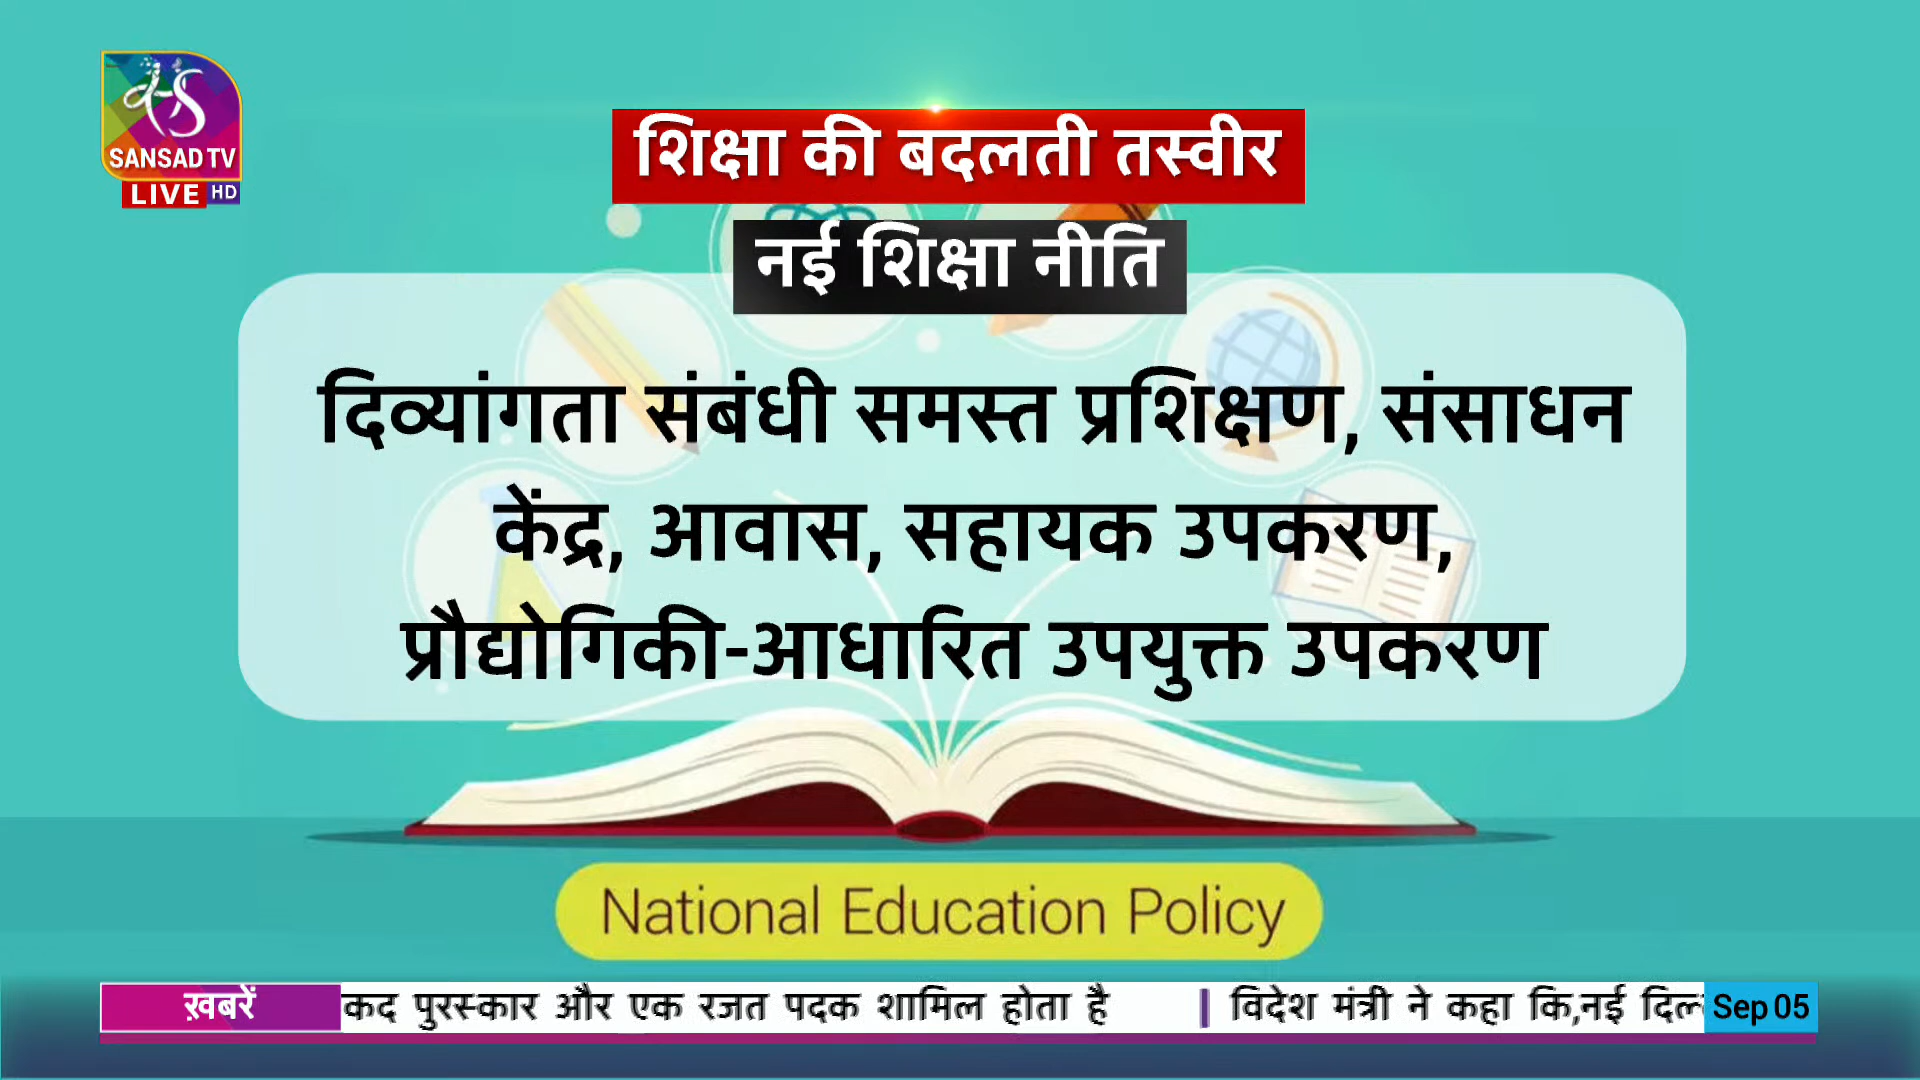 SANSAD TV
LIVE HD
शिक्षा की बदलती तस्वीर
नई शिक्षा नीति
दिव्यांगता संबंधी समस्त प्रशिक्षण, संसाधन
केंद्र, आवास, सहायक उपकरण,
प्रौद्योगिकी-आधारित उपयुक्त उपकरण
National Education Policy
ख़बरें कद पुरस्कार और एक रजत पदक शामिल होता है | विदेश मंत्री ने कहा कि,नई Sep 05